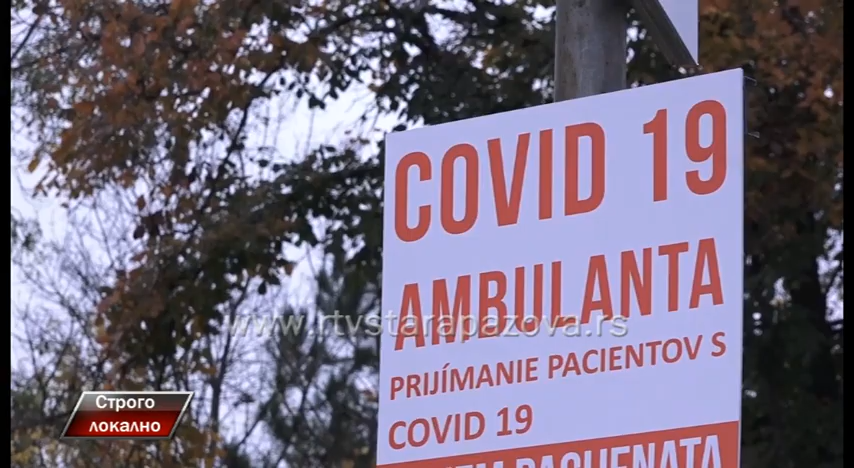 COVID 19
AMBULANTA
PRIJÍMANIE PACIENTOV S
COVID 19
www.rtvstarapazova.rs
Строго
локално